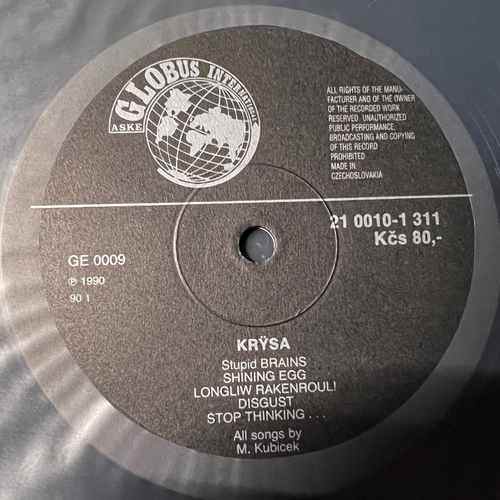 GLOBUS INTERNATIONAL
ASKE
ALL RIGHTS OF THE MANU-
FACTURER AND OF THE OWNER
OF THE RECORDED WORK
RESERVED. UNAUTHORIZED
PUBLIC PERFORMANCE,
BROADCASTING AND COPYING
OF THIS RECORD
PROHIBITED
MADE IN
CZECHOSLOVAKIA
21 0010-1 311
Kčs 80,-
GE 0009
℗ 1990
90 1
KRŸSA
Stupid BRAINS
SHINING EGG
LONGLIW RAKENROUL!
DISGUST
STOP THINKING . . .
All songs by
M. Kubicek